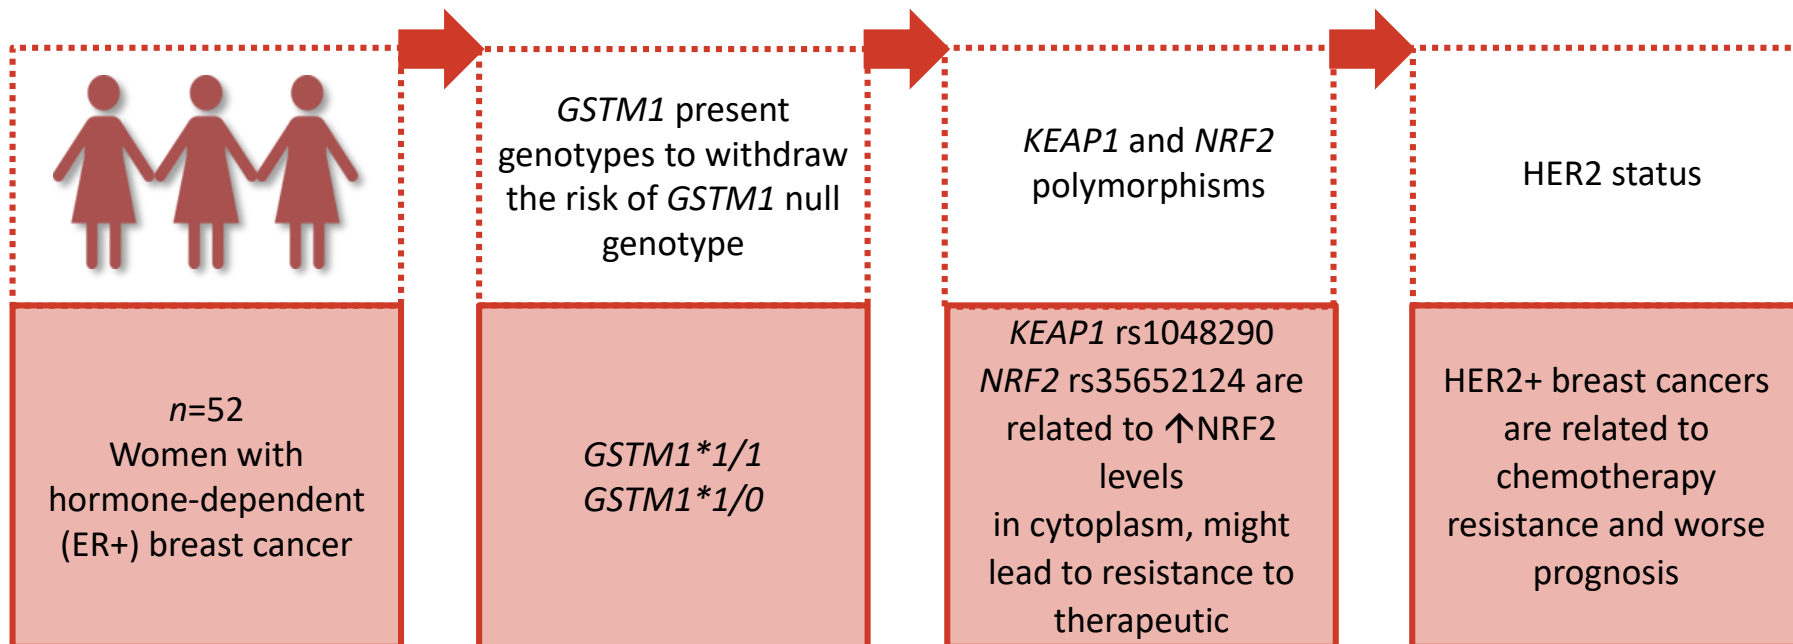 GSTM1 present
genotypes to withdraw
the risk of GSTM1 null
genotype
KEAP1 and NRF2
polymorphisms
HER2 status
n=52
Women with
hormone-dependent
(ER+) breast cancer
GSTM1*1/1
GSTM1*1/0
KEAP1 rs1048290
NRF2 rs35652124 are
related to ↑NRF2
levels
in cytoplasm, might
lead to resistance to
therapeutic
HER2+ breast cancers
are related to
chemotherapy
resistance and worse
prognosis